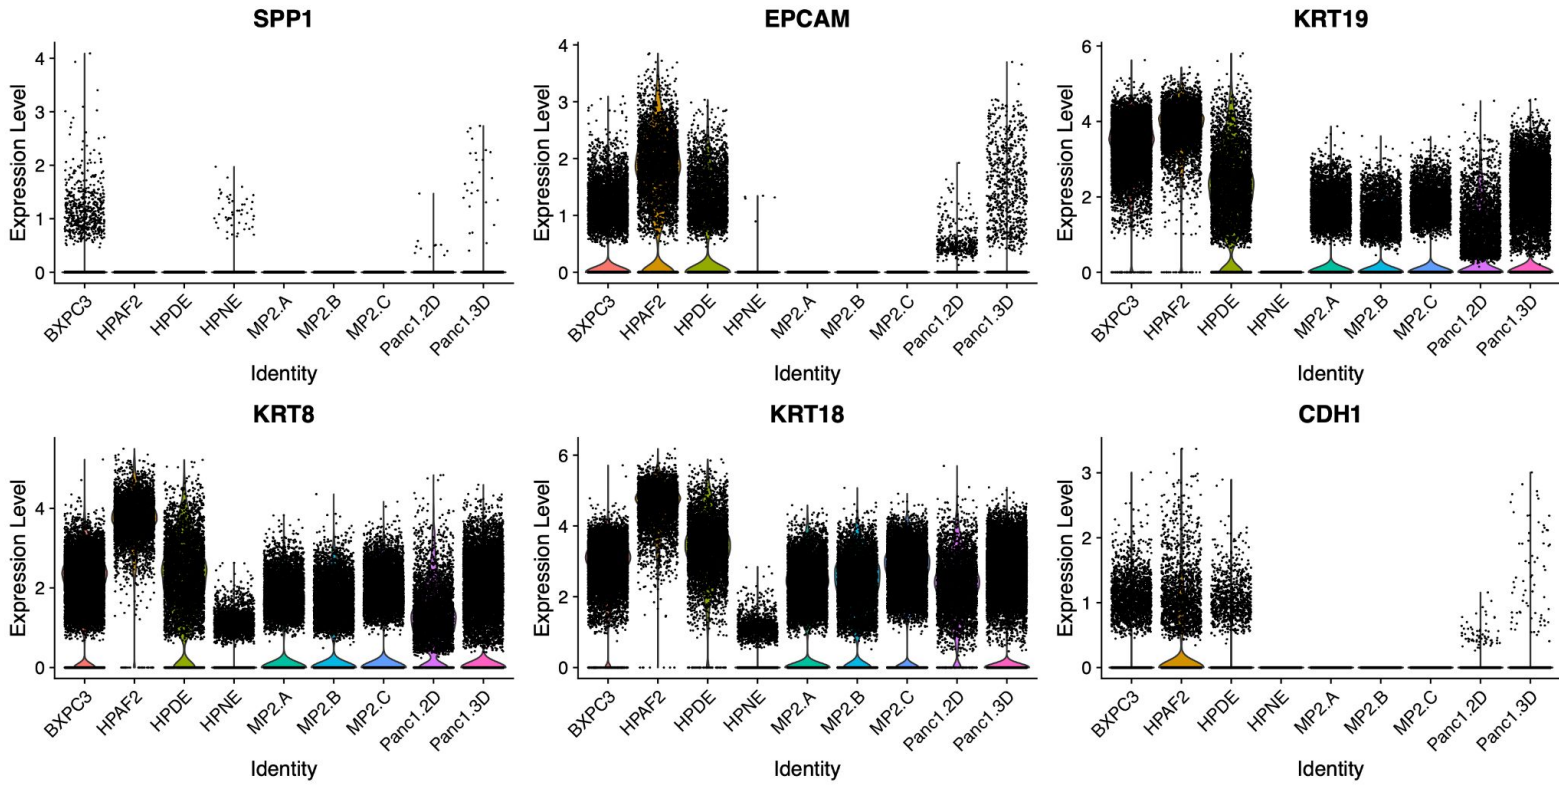 SPP1
Expression Level
4
3
2
1
0
BXPC3
HPAF2
HPDE
HPNE
MP2.A
MP2.B
MP2.C
Panc1.2D
Panc1.3D
Identity
EPCAM
Expression Level
4
3
2
1
0
BXPC3
HPAF2
HPDE
HPNE
MP2.A
MP2.B
MP2.C
Panc1.2D
Panc1.3D
Identity
KRT19
Expression Level
6
4
2
0
BXPC3
HPAF2
HPDE
HPNE
MP2.A
MP2.B
MP2.C
Panc1.2D
Panc1.3D
Identity
KRT8
Expression Level
4
2
0
BXPC3
HPAF2
HPDE
HPNE
MP2.A
MP2.B
MP2.C
Panc1.2D
Panc1.3D
Identity
KRT18
Expression Level
6
4
2
0
BXPC3
HPAF2
HPDE
HPNE
MP2.A
MP2.B
MP2.C
Panc1.2D
Panc1.3D
Identity
CDH1
Expression Level
3
2
1
0
BXPC3
HPAF2
HPDE
HPNE
MP2.A
MP2.B
MP2.C
Panc1.2D
Panc1.3D
Identity